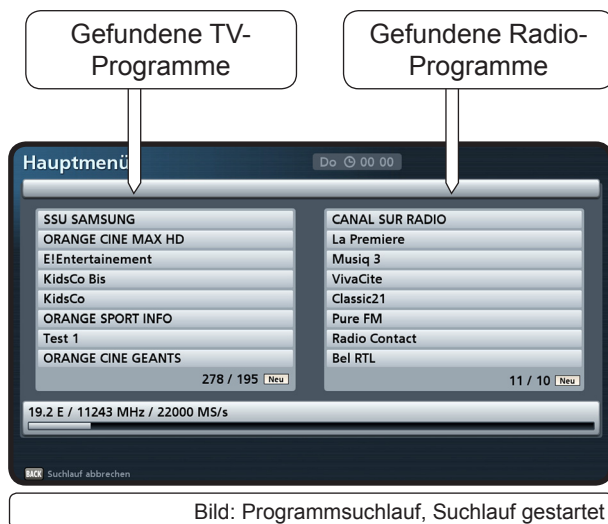 Gefundene TV-
Programme
Gefundene Radio-
Programme
Hauptmenü
Do 00 00
SSU SAMSUNG
ORANGE CINE MAX HD
E!Entertainement
KidsCo Bis
KidsCo
ORANGE SPORT INFO
Test 1
ORANGE CINE GEANTS
278 / 195 Neu
CANAL SUR RADIO
La Premiere
Musiq 3
VivaCite
Classic21
Pure FM
Radio Contact
Bel RTL
11 / 10 Neu
19.2 E / 11243 MHz / 22000 MS/s
BACK Suchlauf abbrechen
Bild: Programmsuchlauf, Suchlauf gestartet